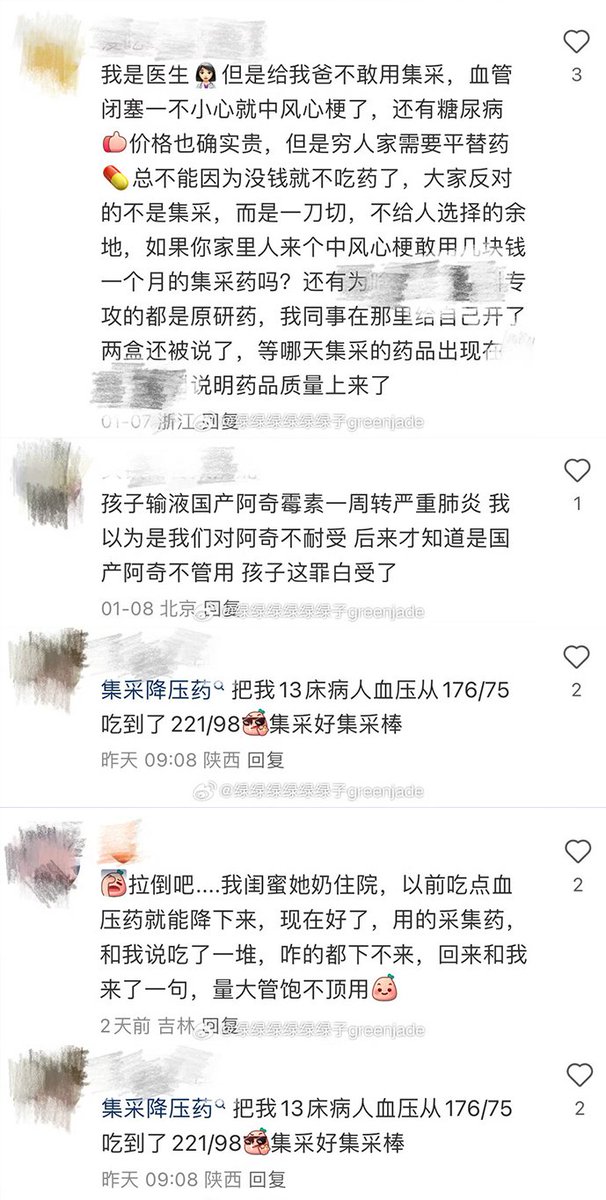 我是医生👩🏻‍⚕️但是给我爸不敢用集采，血管
闭塞一不小心就中风心梗了，还有糖尿病
价格也确实贵，但是穷人家需要平替药
💊总不能因为没钱就不吃药了，大家反对
的不是集采，而是一刀切，不给人选择的余
地，如果你家里人来个中风心梗敢用几块钱
一个月的集采药吗？还有为 专
攻的都是原研药，我同事在那里给自己开了
两盒还被说了，等哪天集采的药品出现在
说明药品质量上来了
01-07 浙江 回复
@绿绿绿绿绿绿子greenjade
3
孩子输液国产阿奇霉素一周转严重肺炎 我
以为是我们对阿奇不耐受 后来才知道是国
产阿奇不管用 孩子这罪白受了
01-08 北京 回复
@绿绿绿绿绿绿子greenjade
1
集采降压药 把我13床病人血压从176/75
吃到了221/98集采好集采棒
昨天 09:08 陕西 回复
2
@绿绿绿绿绿绿子greenjade
拉倒吧....我闺蜜她奶住院，以前吃点血
压药就能降下来，现在好了，用的采集药，
和我说吃了一堆，咋的都下不来，回来和我
来了一句，量大管饱不顶用
2天前 吉林 回复
@绿绿绿绿绿绿子greenjade
2
集采降压药 把我13床病人血压从176/75
吃到了221/98集采好集采棒
昨天 09:08 陕西 回复
2